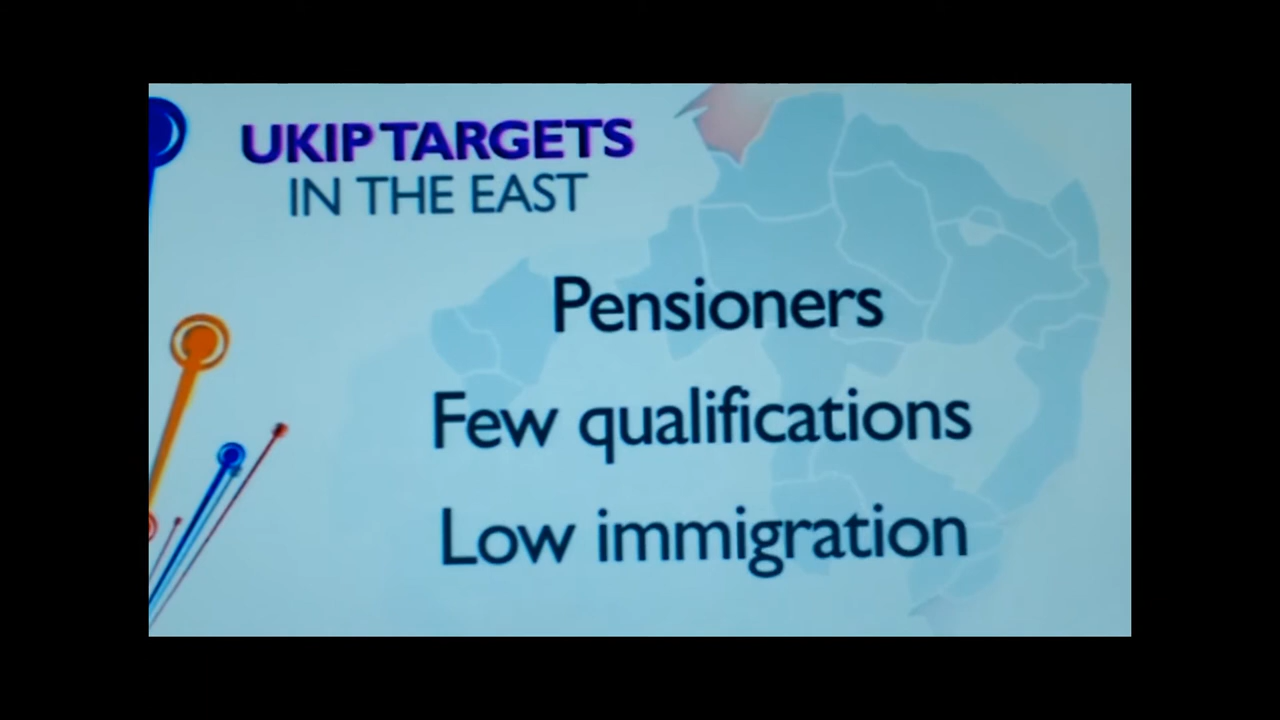 UKIP TARGETS
IN THE EAST
Pensioners
Few qualifications
Low immigration